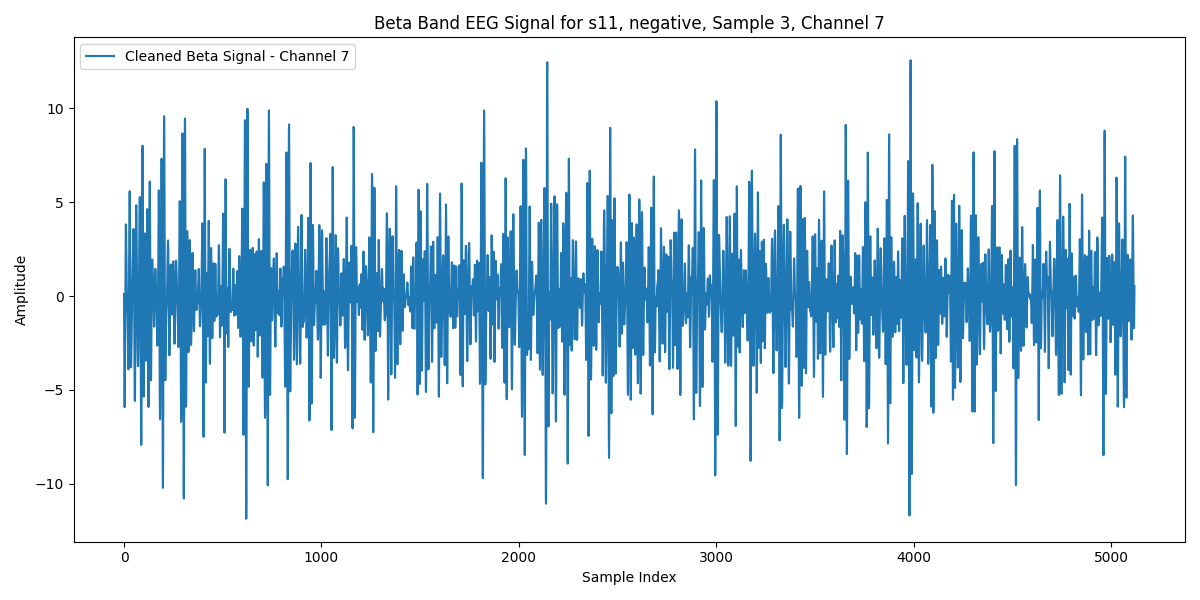 Beta Band EEG Signal for s11, negative, Sample 3, Channel 7
Cleaned Beta Signal - Channel 7
Amplitude
10
5
0
−5
−10
0 1000 2000 3000 4000 5000
Sample Index